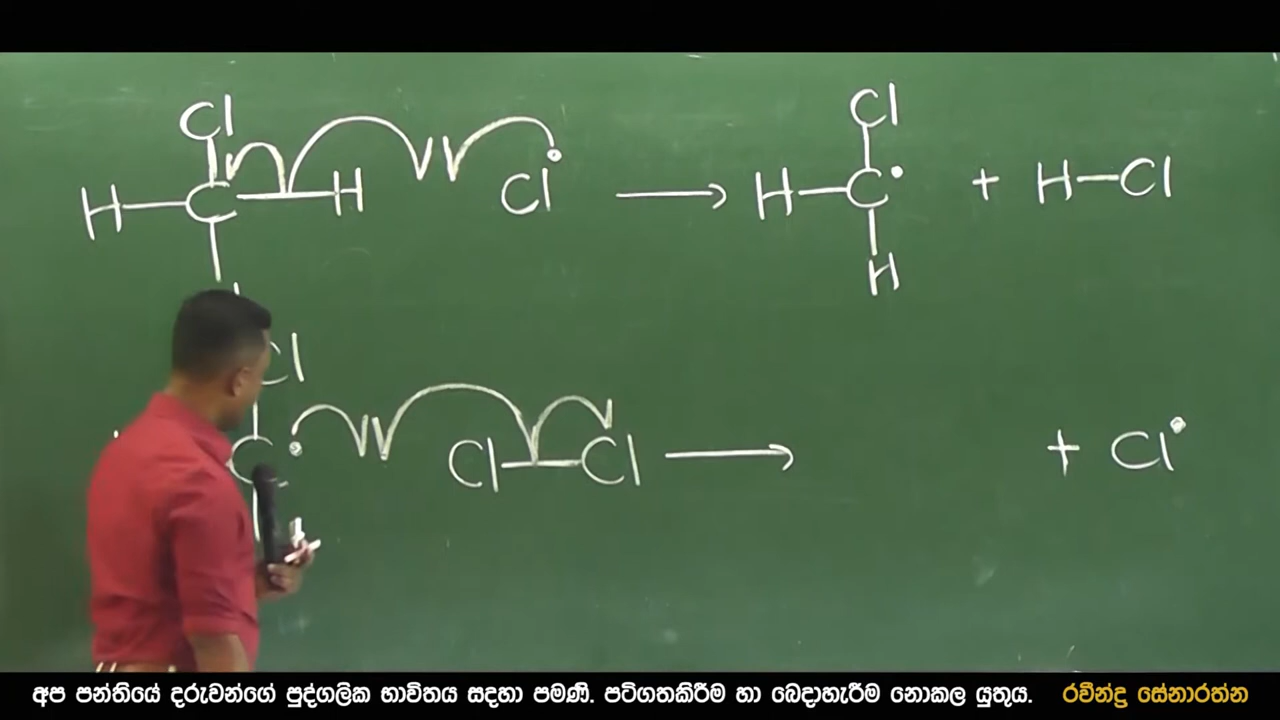 Cl Cl
H—C—H Cl• ⟶ H—C• + H—Cl
H
Cl
C• Cl—Cl ⟶ + Cl•
අප පන්තියේ දරුවන්ගේ පුද්ගලික භාවිතය සඳහා පමණි. පටිගතකිරීම හා බෙදාහැරීම නොකල යුතුය. රවීන්ද්‍ර සේනාරත්න